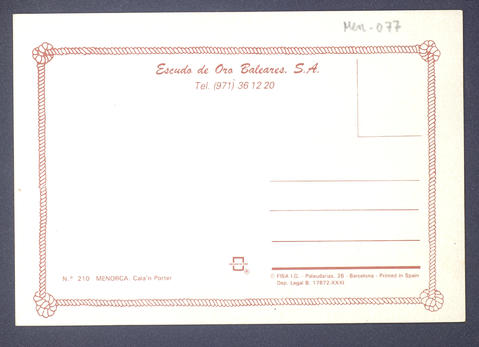 Men-077
Escudo de Oro Baleares. S.A.
Tel. (971) 36 12 20
N.º 210 MENORCA. Cala'n Porter
®
© FISA I.G. - Palaudarias, 26 - Barcelona - Printed in Spain
Dep. Legal B. 17872-XXXI